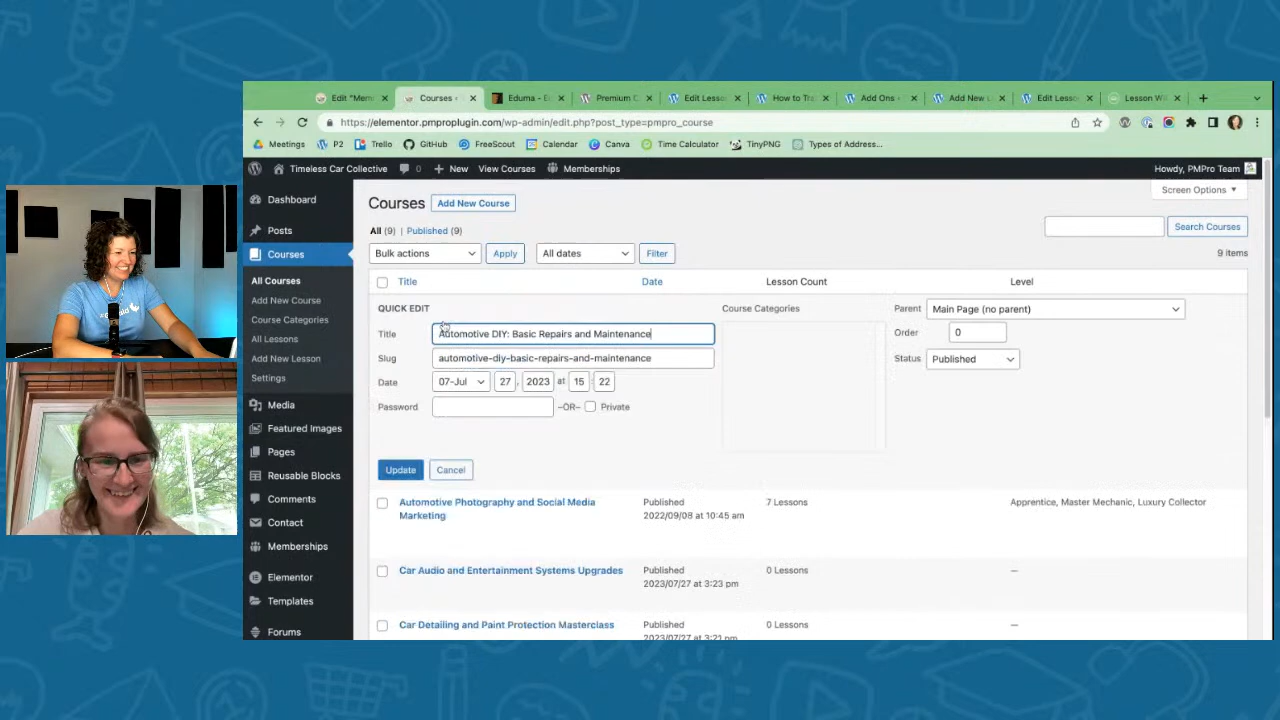 Edit "Mem
Courses ‹
Eduma - E
Premium C
Edit Lesso
How to Tra
Add Ons ‹
Add New L
Edit Lesso
Lesson Wi
https://elementor.pmproplugin.com/wp-admin/edit.php?post_type=pmpro_course
Meetings P2 Trello GitHub FreeScout Calendar Canva Time Calculator TinyPNG Types of Address...
Timeless Car Collective 0 New View Courses Memberships Howdy, PMPro Team
Screen Options
Dashboard
Posts
Courses
All Courses
Add New Course
Course Categories
All Lessons
Add New Lesson
Settings
Media
Featured Images
Pages
Reusable Blocks
Comments
Contact
Memberships
Elementor
Templates
Forums
Courses Add New Course
All (9) Published (9)
Search Courses
Bulk actions Apply All dates Filter 9 items
Title Date Lesson Count Level
QUICK EDIT
Title Automotive DIY: Basic Repairs and Maintenance
Slug automotive-diy-basic-repairs-and-maintenance
Date 07-Jul 27 , 2023 at 15 22
Password –OR– Private
Course Categories
Parent Main Page (no parent)
Order 0
Status Published
Update Cancel
Automotive Photography and Social Media
Marketing
Published
2022/09/08 at 10:45 am
7 Lessons
Apprentice, Master Mechanic, Luxury Collector
Car Audio and Entertainment Systems Upgrades
Published
2023/07/27 at 3:23 pm
0 Lessons
—
Car Detailing and Paint Protection Masterclass
Published
2023/07/27 at 3:21 pm
0 Lessons
—